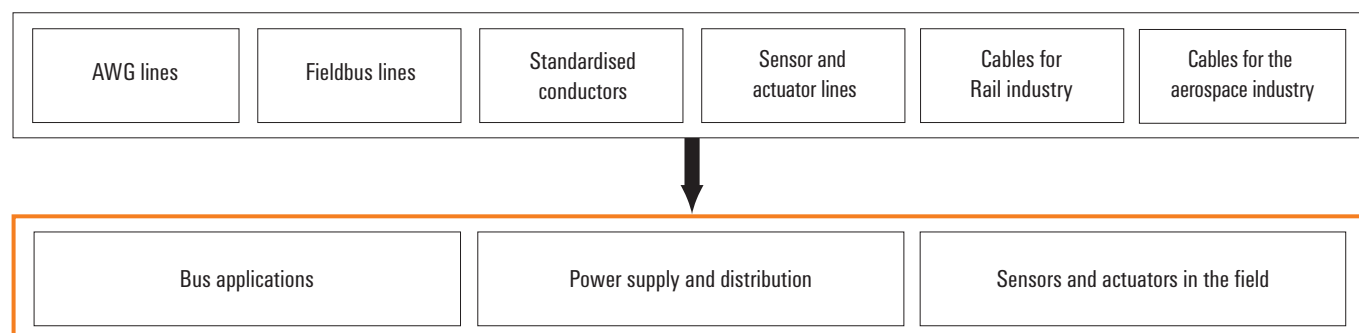 AWG lines
Fieldbus lines
Standardised
conductors
Sensor and
actuator lines
Cables for
Rail industry
Cables for the
aerospace industry
Bus applications
Power supply and distribution
Sensors and actuators in the field